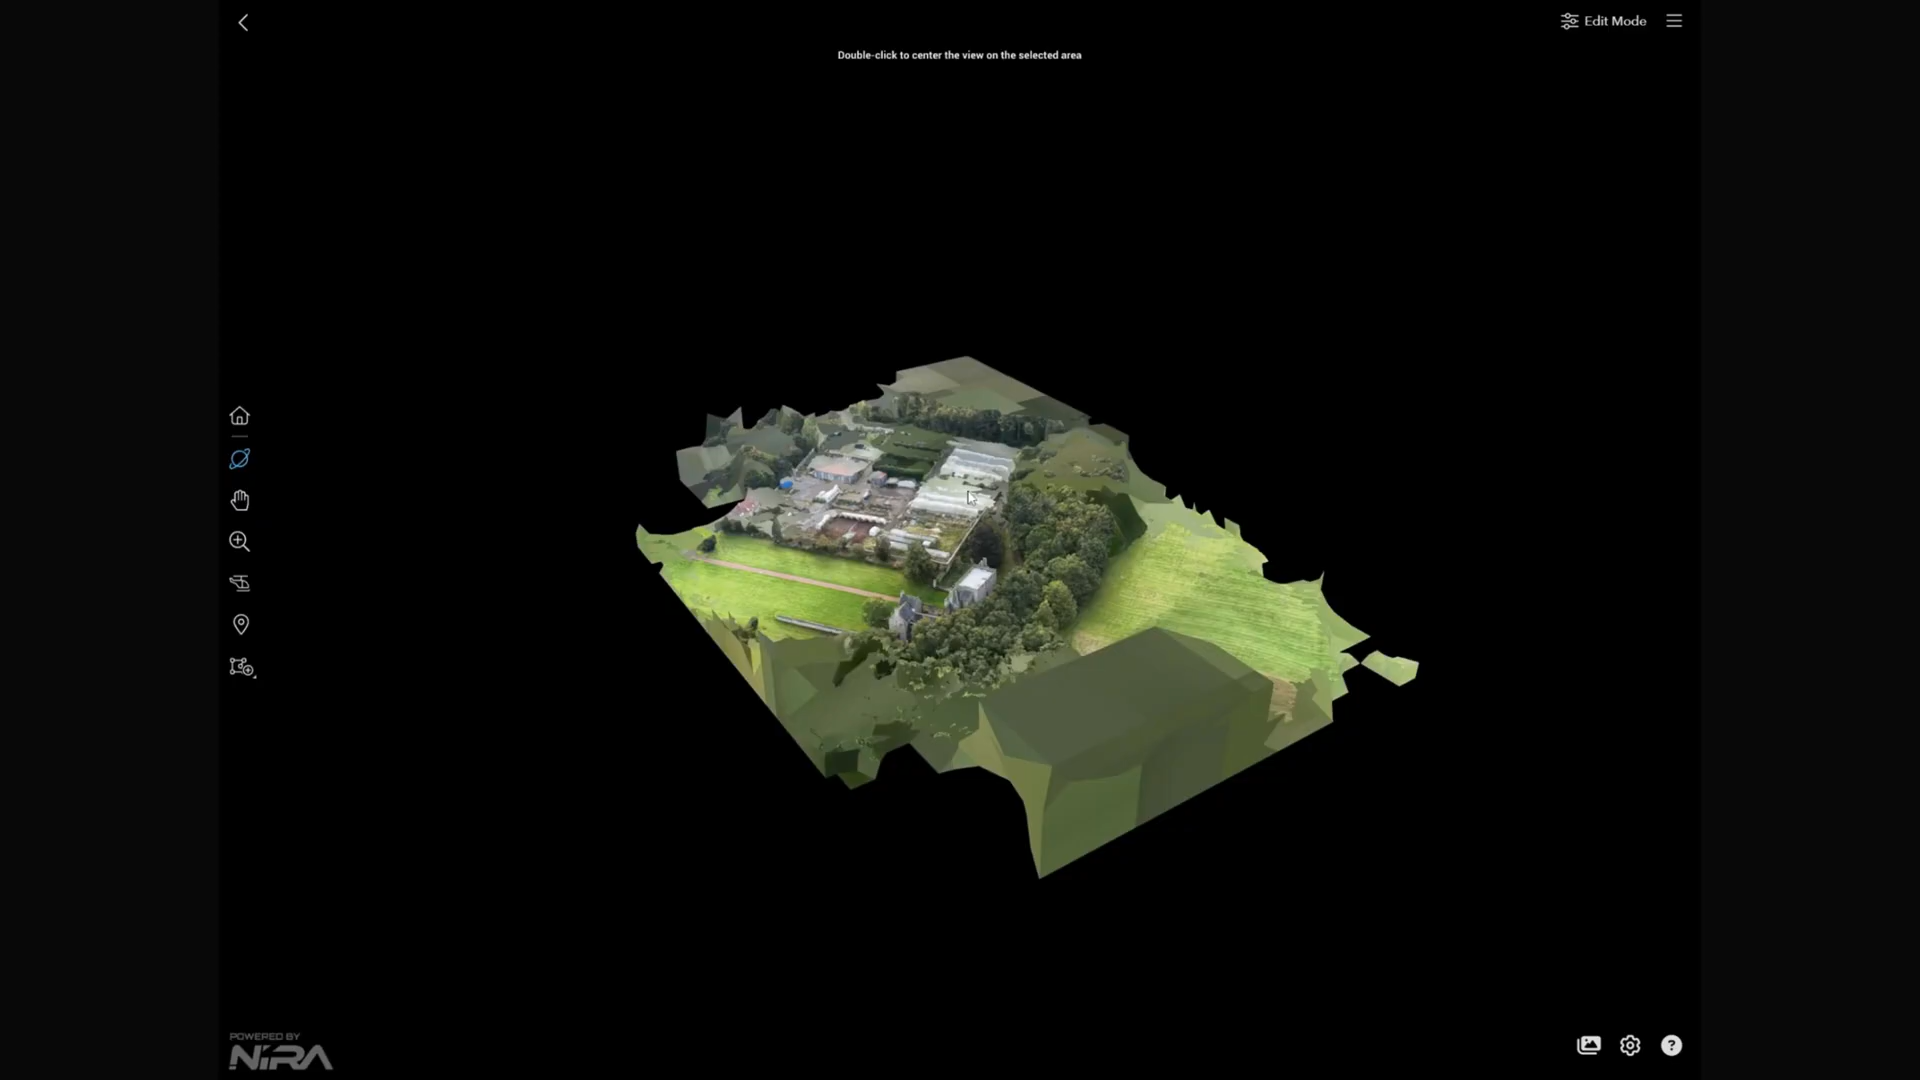 Edit Mode
Double-click to center the view on the selected area
POWERED BY
NIRA
?